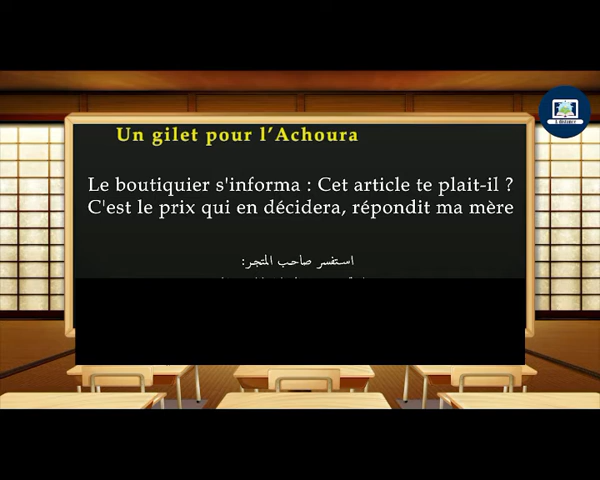 Un gilet pour l'Achoura
Le boutiquier s'informa : Cet article te plait-il ?
C'est le prix qui en décidera, répondit ma mère
استفسر صاحب المتجر: